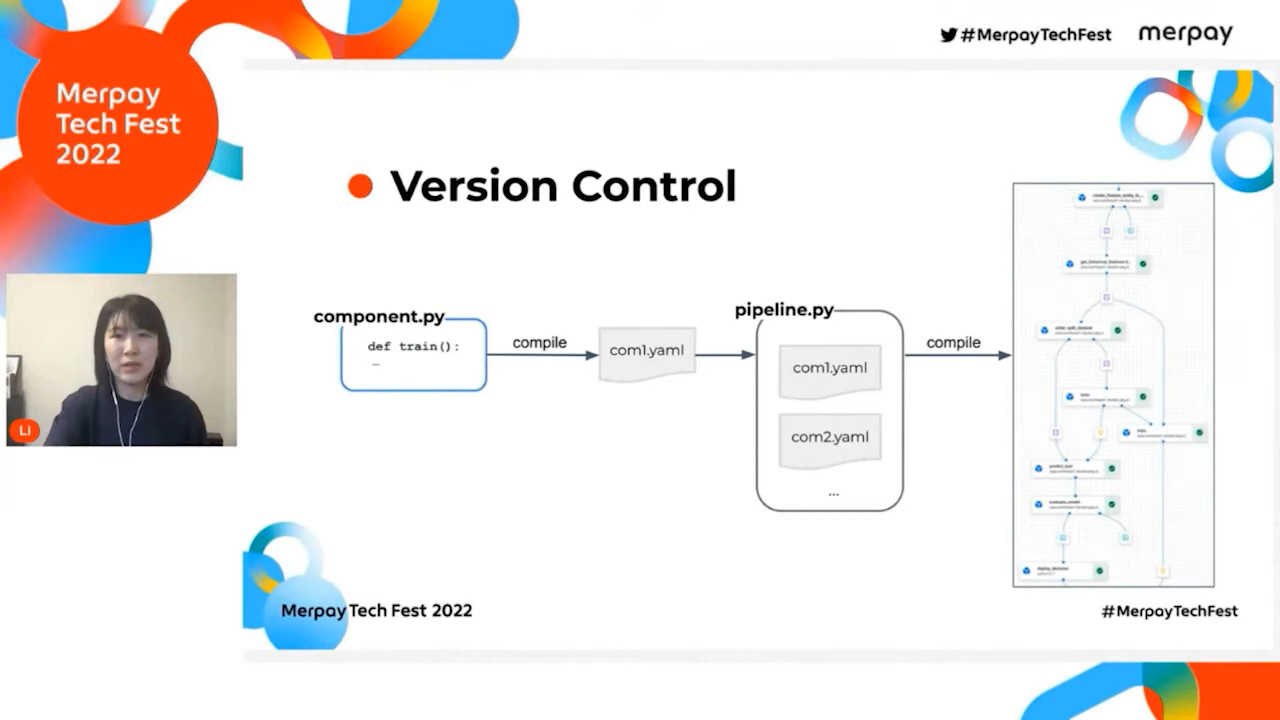 #MerpayTechFest
merpay
Merpay
Tech Fest
2022
Version Control
component.py
def train():
...
compile
com1.yaml
pipeline.py
com1.yaml
com2.yaml
...
compile
LI
Merpay Tech Fest 2022
#MerpayTechFest